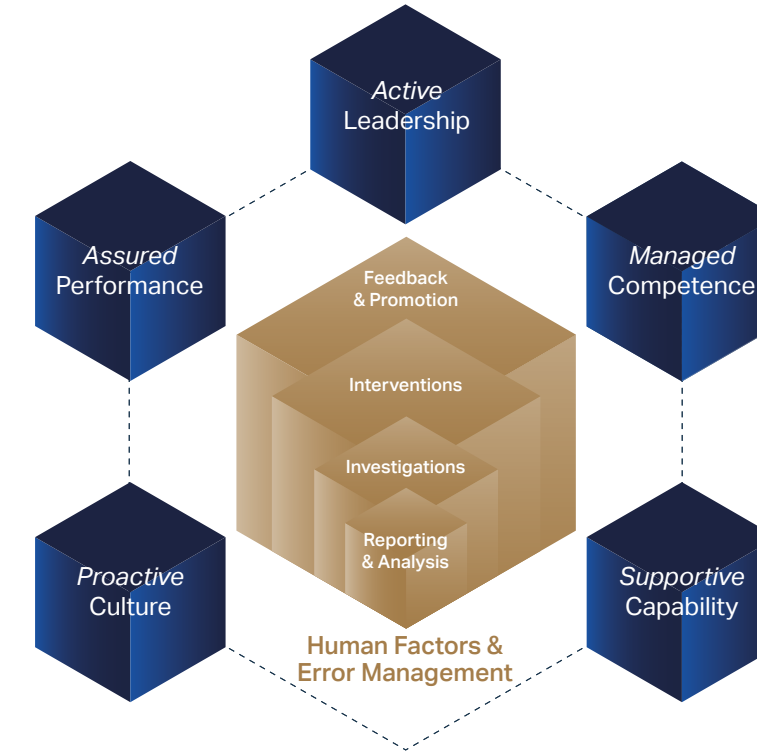 Active
Leadership
Assured
Performance
Managed
Competence
Feedback
& Promotion
Interventions
Investigations
Reporting
& Analysis
Proactive
Culture
Supportive
Capability
Human Factors &
Error Management